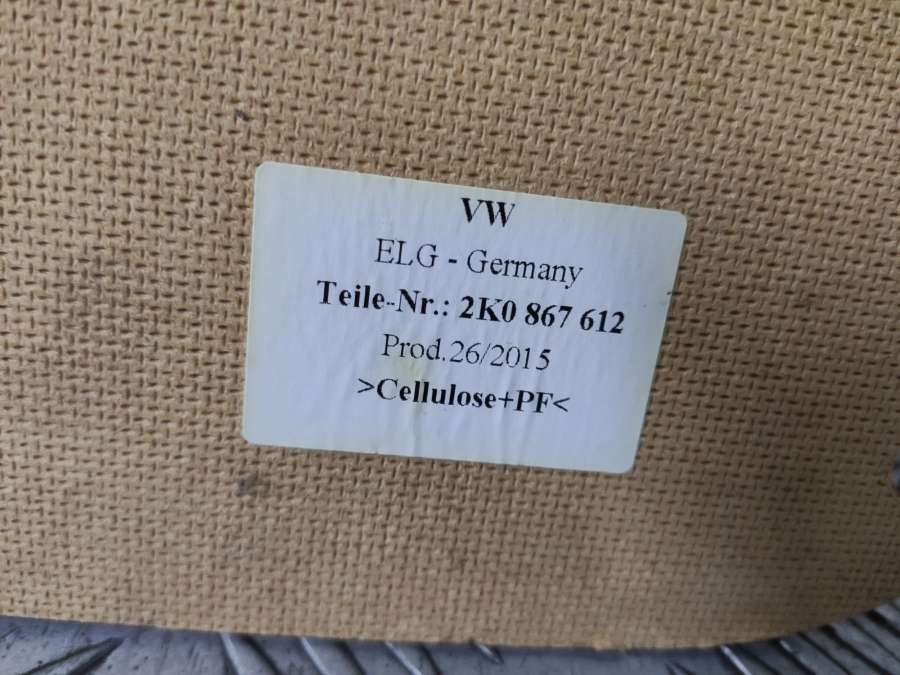 VW
ELG - Germany
Teile-Nr.: 2K0 867 612
Prod.26/2015
>Cellulose+PF<